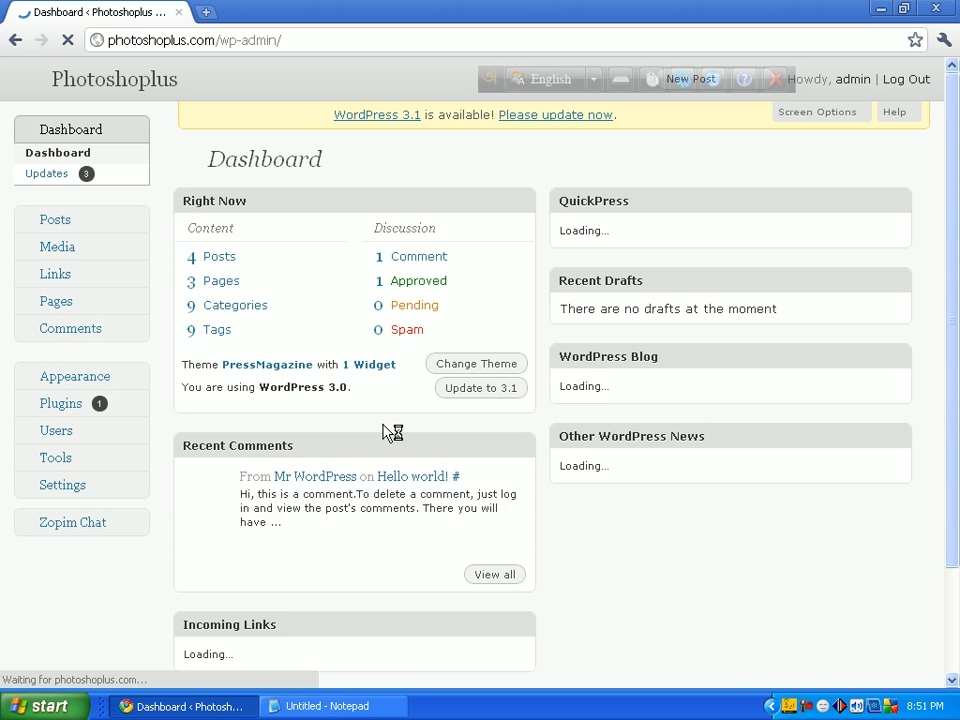 Dashboard ‹ Photoshoplus ...
photoshoplus.com/wp-admin/
Photoshoplus
English
New Post
Howdy, admin | Log Out
WordPress 3.1 is available! Please update now.
Screen Options
Help
Dashboard
Dashboard
Updates 3
Posts
Media
Links
Pages
Comments
Appearance
Plugins 1
Users
Tools
Settings
Zopim Chat
Dashboard
Right Now
Content
4 Posts
3 Pages
9 Categories
9 Tags
Discussion
1 Comment
1 Approved
0 Pending
0 Spam
Theme PressMagazine with 1 Widget
Change Theme
You are using WordPress 3.0.
Update to 3.1
Recent Comments
From Mr WordPress on Hello world! #
Hi, this is a comment.To delete a comment, just log
in and view the post's comments. There you will
have ...
View all
Incoming Links
Loading...
QuickPress
Loading...
Recent Drafts
There are no drafts at the moment
WordPress Blog
Loading...
Other WordPress News
Loading...
Waiting for photoshoplus.com...
start
Dashboard ‹ Photosh...
Untitled - Notepad
8:51 PM